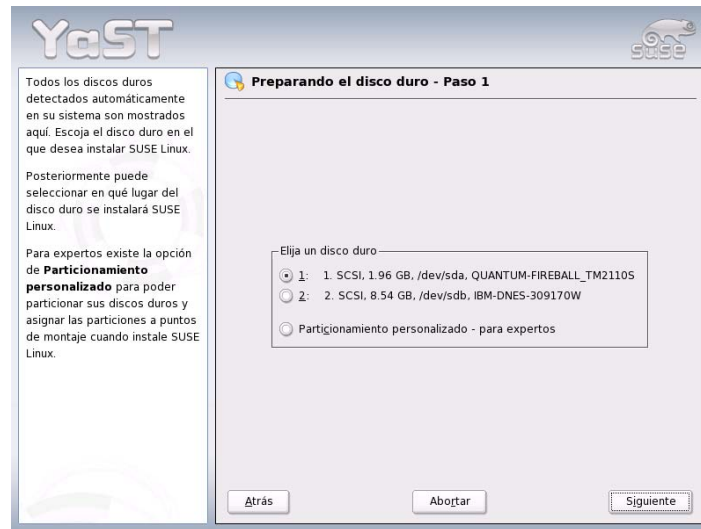 YaST
SUSE
Todos los discos duros
detectados automáticamente
en su sistema son mostrados
aquí. Escoja el disco duro en el
que desea instalar SUSE Linux.
Posteriormente puede
seleccionar en qué lugar del
disco duro se instalará SUSE
Linux.
Para expertos existe la opción
de Particionamiento
personalizado para poder
particionar sus discos duros y
asignar las particiones a puntos
de montaje cuando instale SUSE
Linux.
Preparando el disco duro - Paso 1
Elija un disco duro
1: 1. SCSI, 1.96 GB, /dev/sda, QUANTUM-FIREBALL_TM2110S
2: 2. SCSI, 8.54 GB, /dev/sdb, IBM-DNES-309170W
Particionamiento personalizado - para expertos
Atrás
Abortar
Siguiente